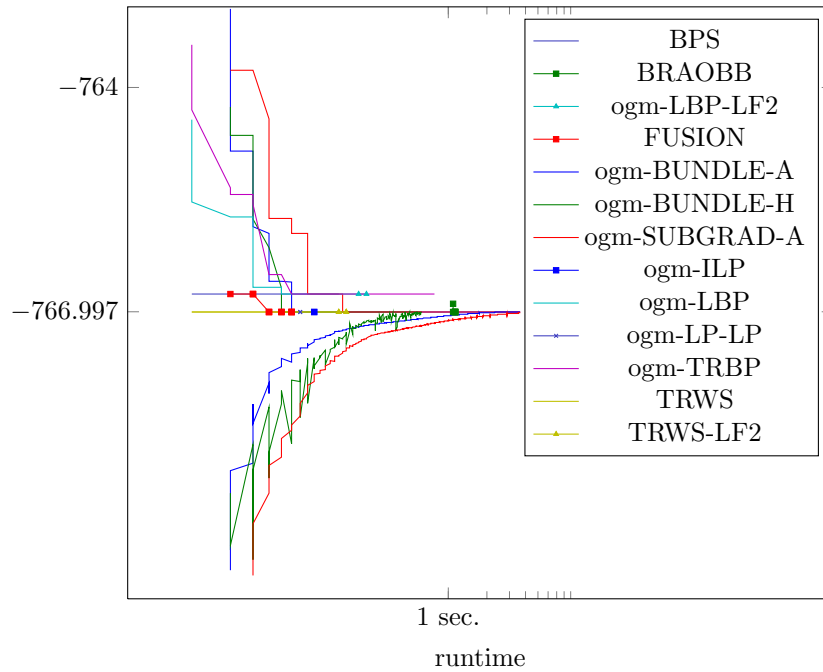 −764
−766.997
BPS
BRAOBB
ogm-LBP-LF2
FUSION
ogm-BUNDLE-A
ogm-BUNDLE-H
ogm-SUBGRAD-A
ogm-ILP
ogm-LBP
ogm-LP-LP
ogm-TRBP
TRWS
TRWS-LF2
1 sec.
runtime